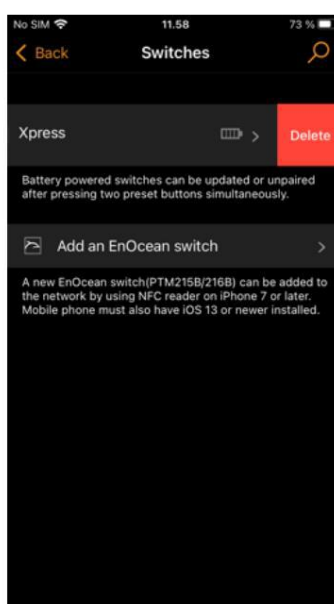 No SIM 11.58 73 %
Back Switches
Xpress Delete
Battery powered switches can be updated or unpaired
after pressing two preset buttons simultaneously.
Add an EnOcean switch
A new EnOcean switch(PTM215B/216B) can be added to
the network by using NFC reader on iPhone 7 or later.
Mobile phone must also have iOS 13 or newer installed.